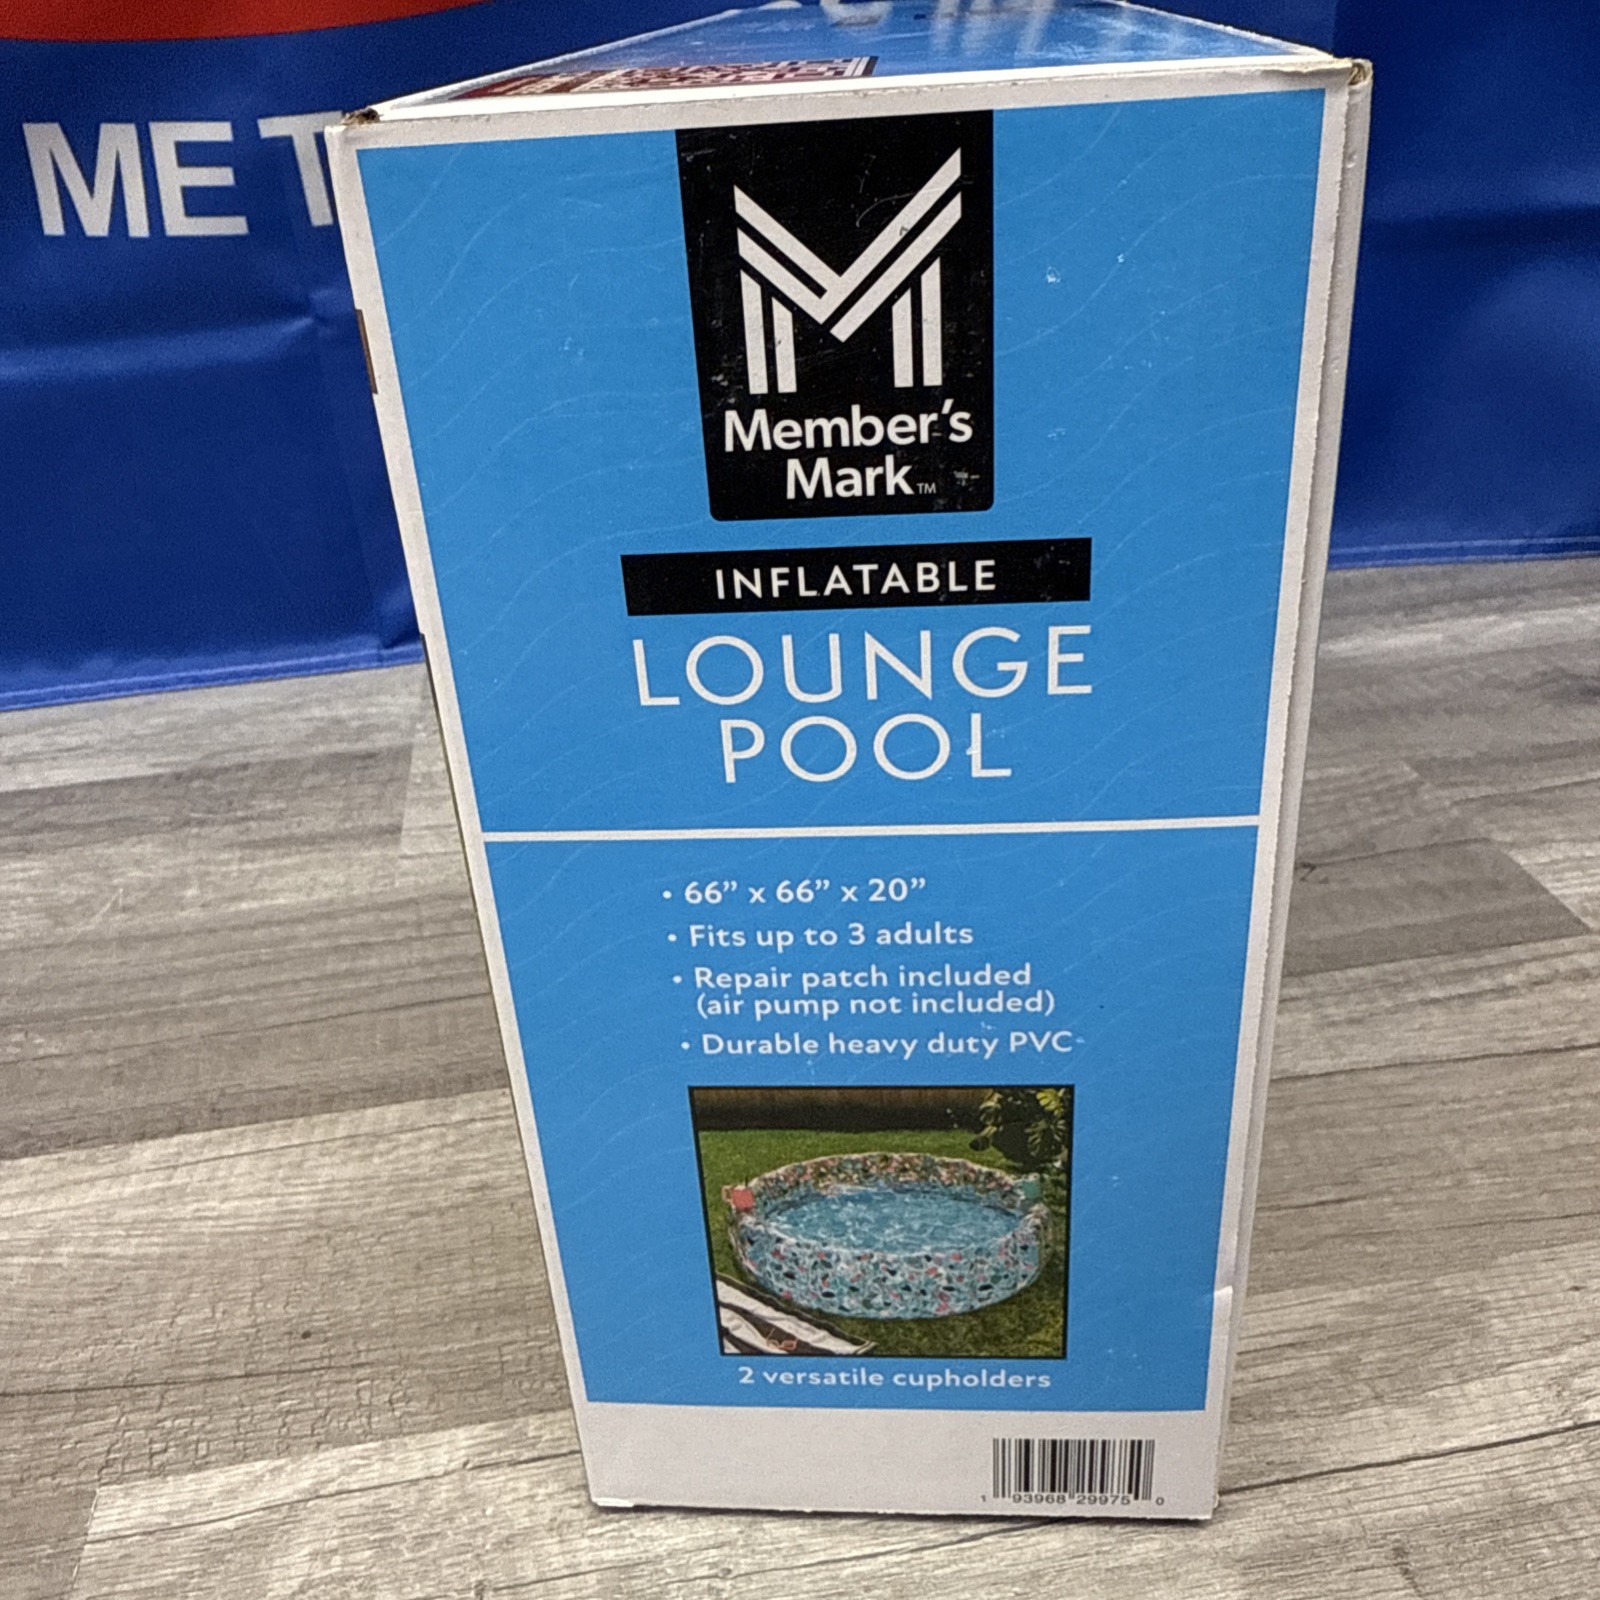 ME T
Member's
Mark™
INFLATABLE
LOUNGE
POOL
• 66” x 66” x 20”
• Fits up to 3 adults
• Repair patch included
(air pump not included)
• Durable heavy duty PVC
2 versatile cupholders
1 93968 29975 0